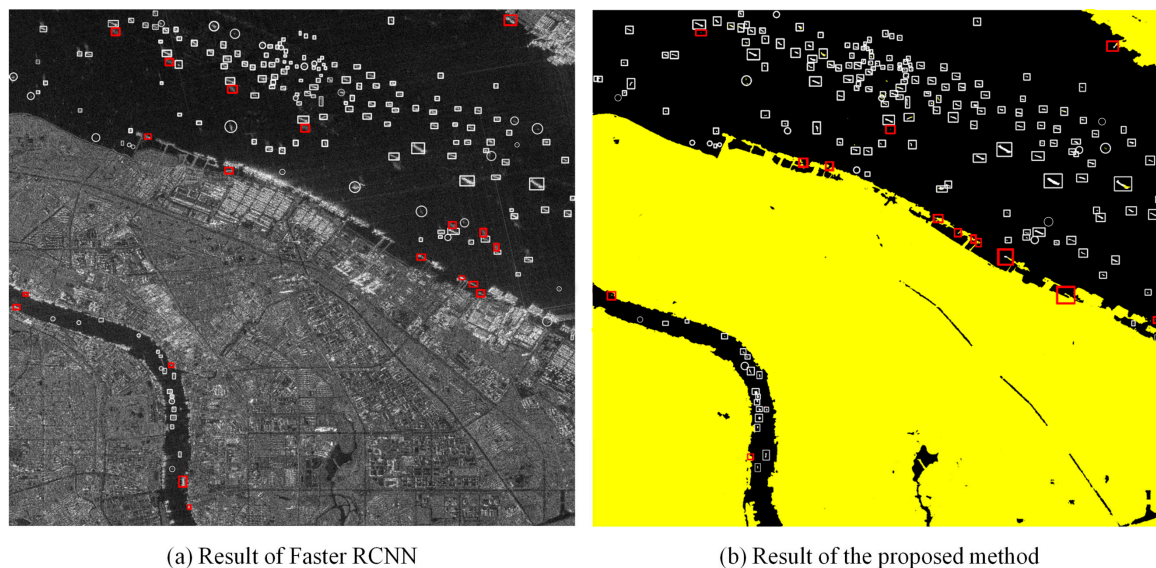 (a) Result of Faster RCNN
(b) Result of the proposed method